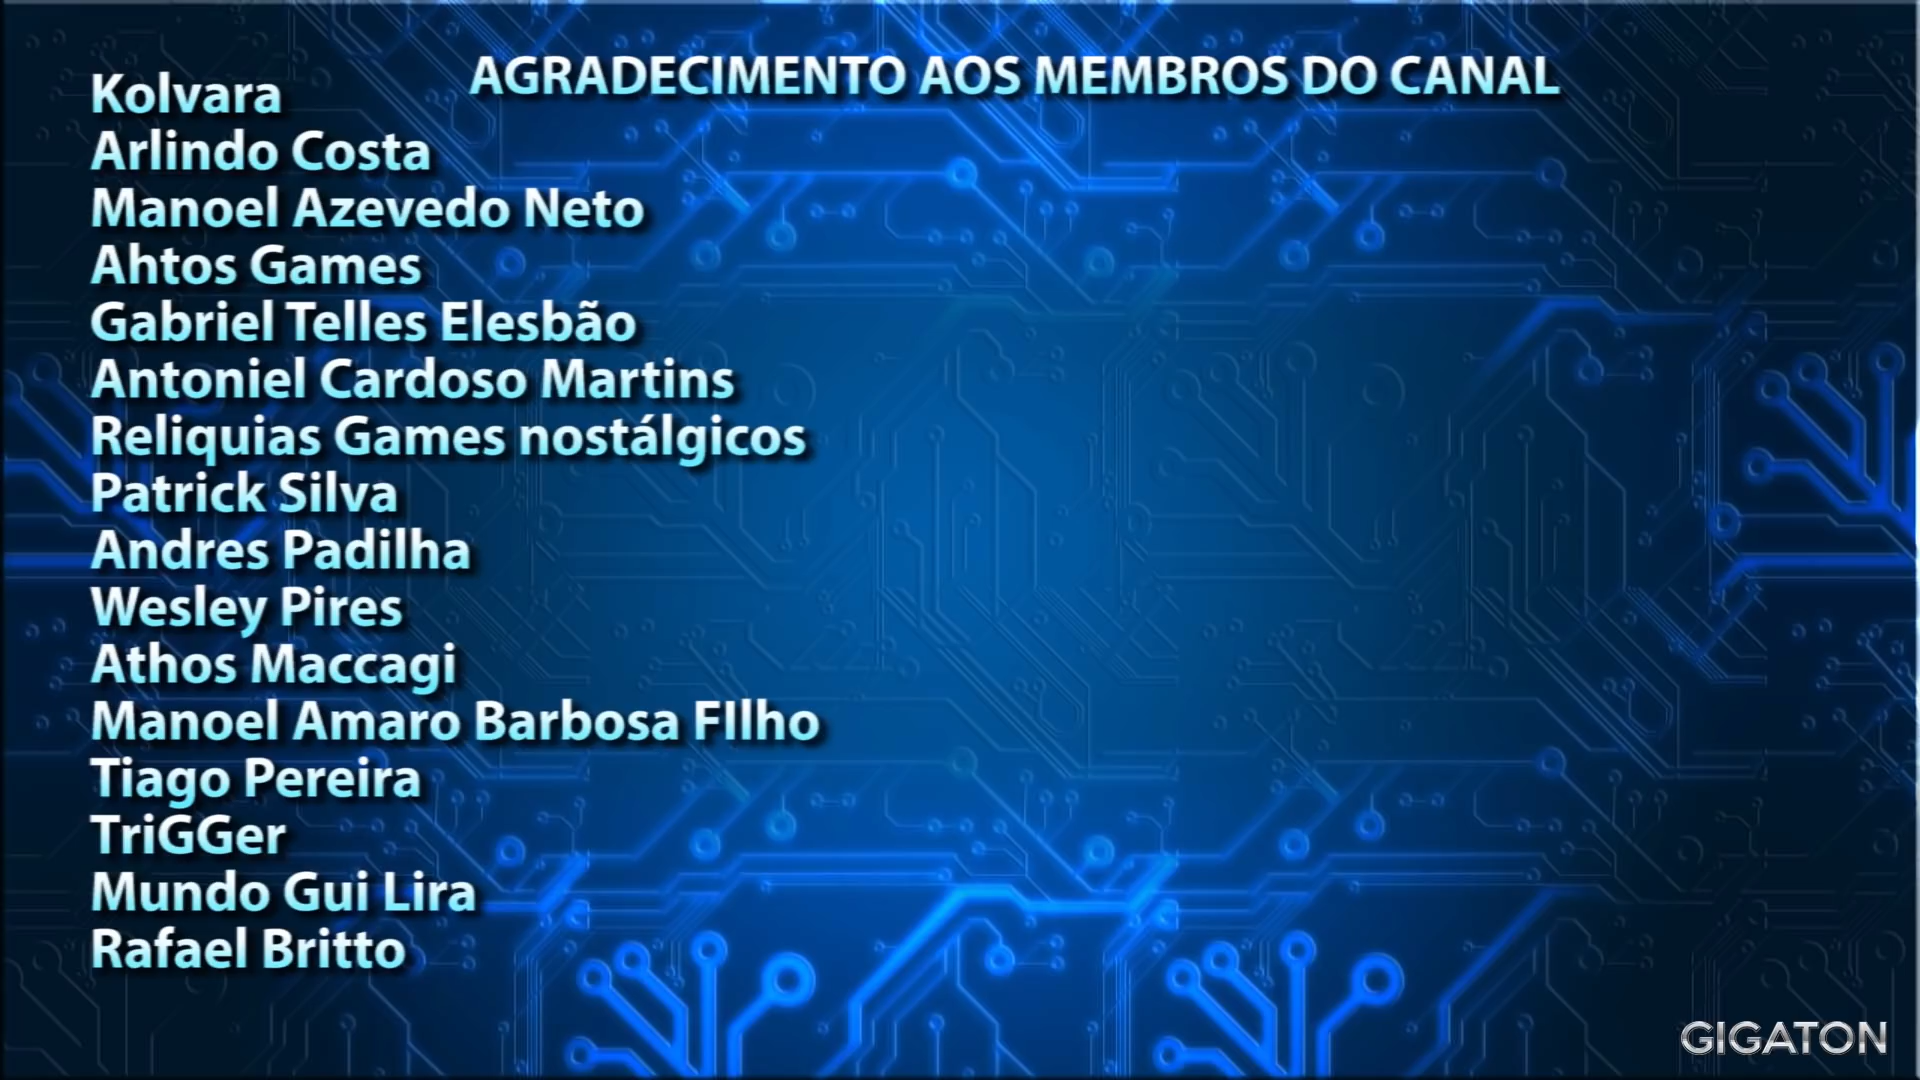 AGRADECIMENTO AOS MEMBROS DO CANAL
Kolvara
Arlindo Costa
Manoel Azevedo Neto
Ahtos Games
Gabriel Telles Elesbão
Antoniel Cardoso Martins
Reliquias Games nostálgicos
Patrick Silva
Andres Padilha
Wesley Pires
Athos Maccagi
Manoel Amaro Barbosa FIlho
Tiago Pereira
TriGGer
Mundo Gui Lira
Rafael Britto
GIGATON